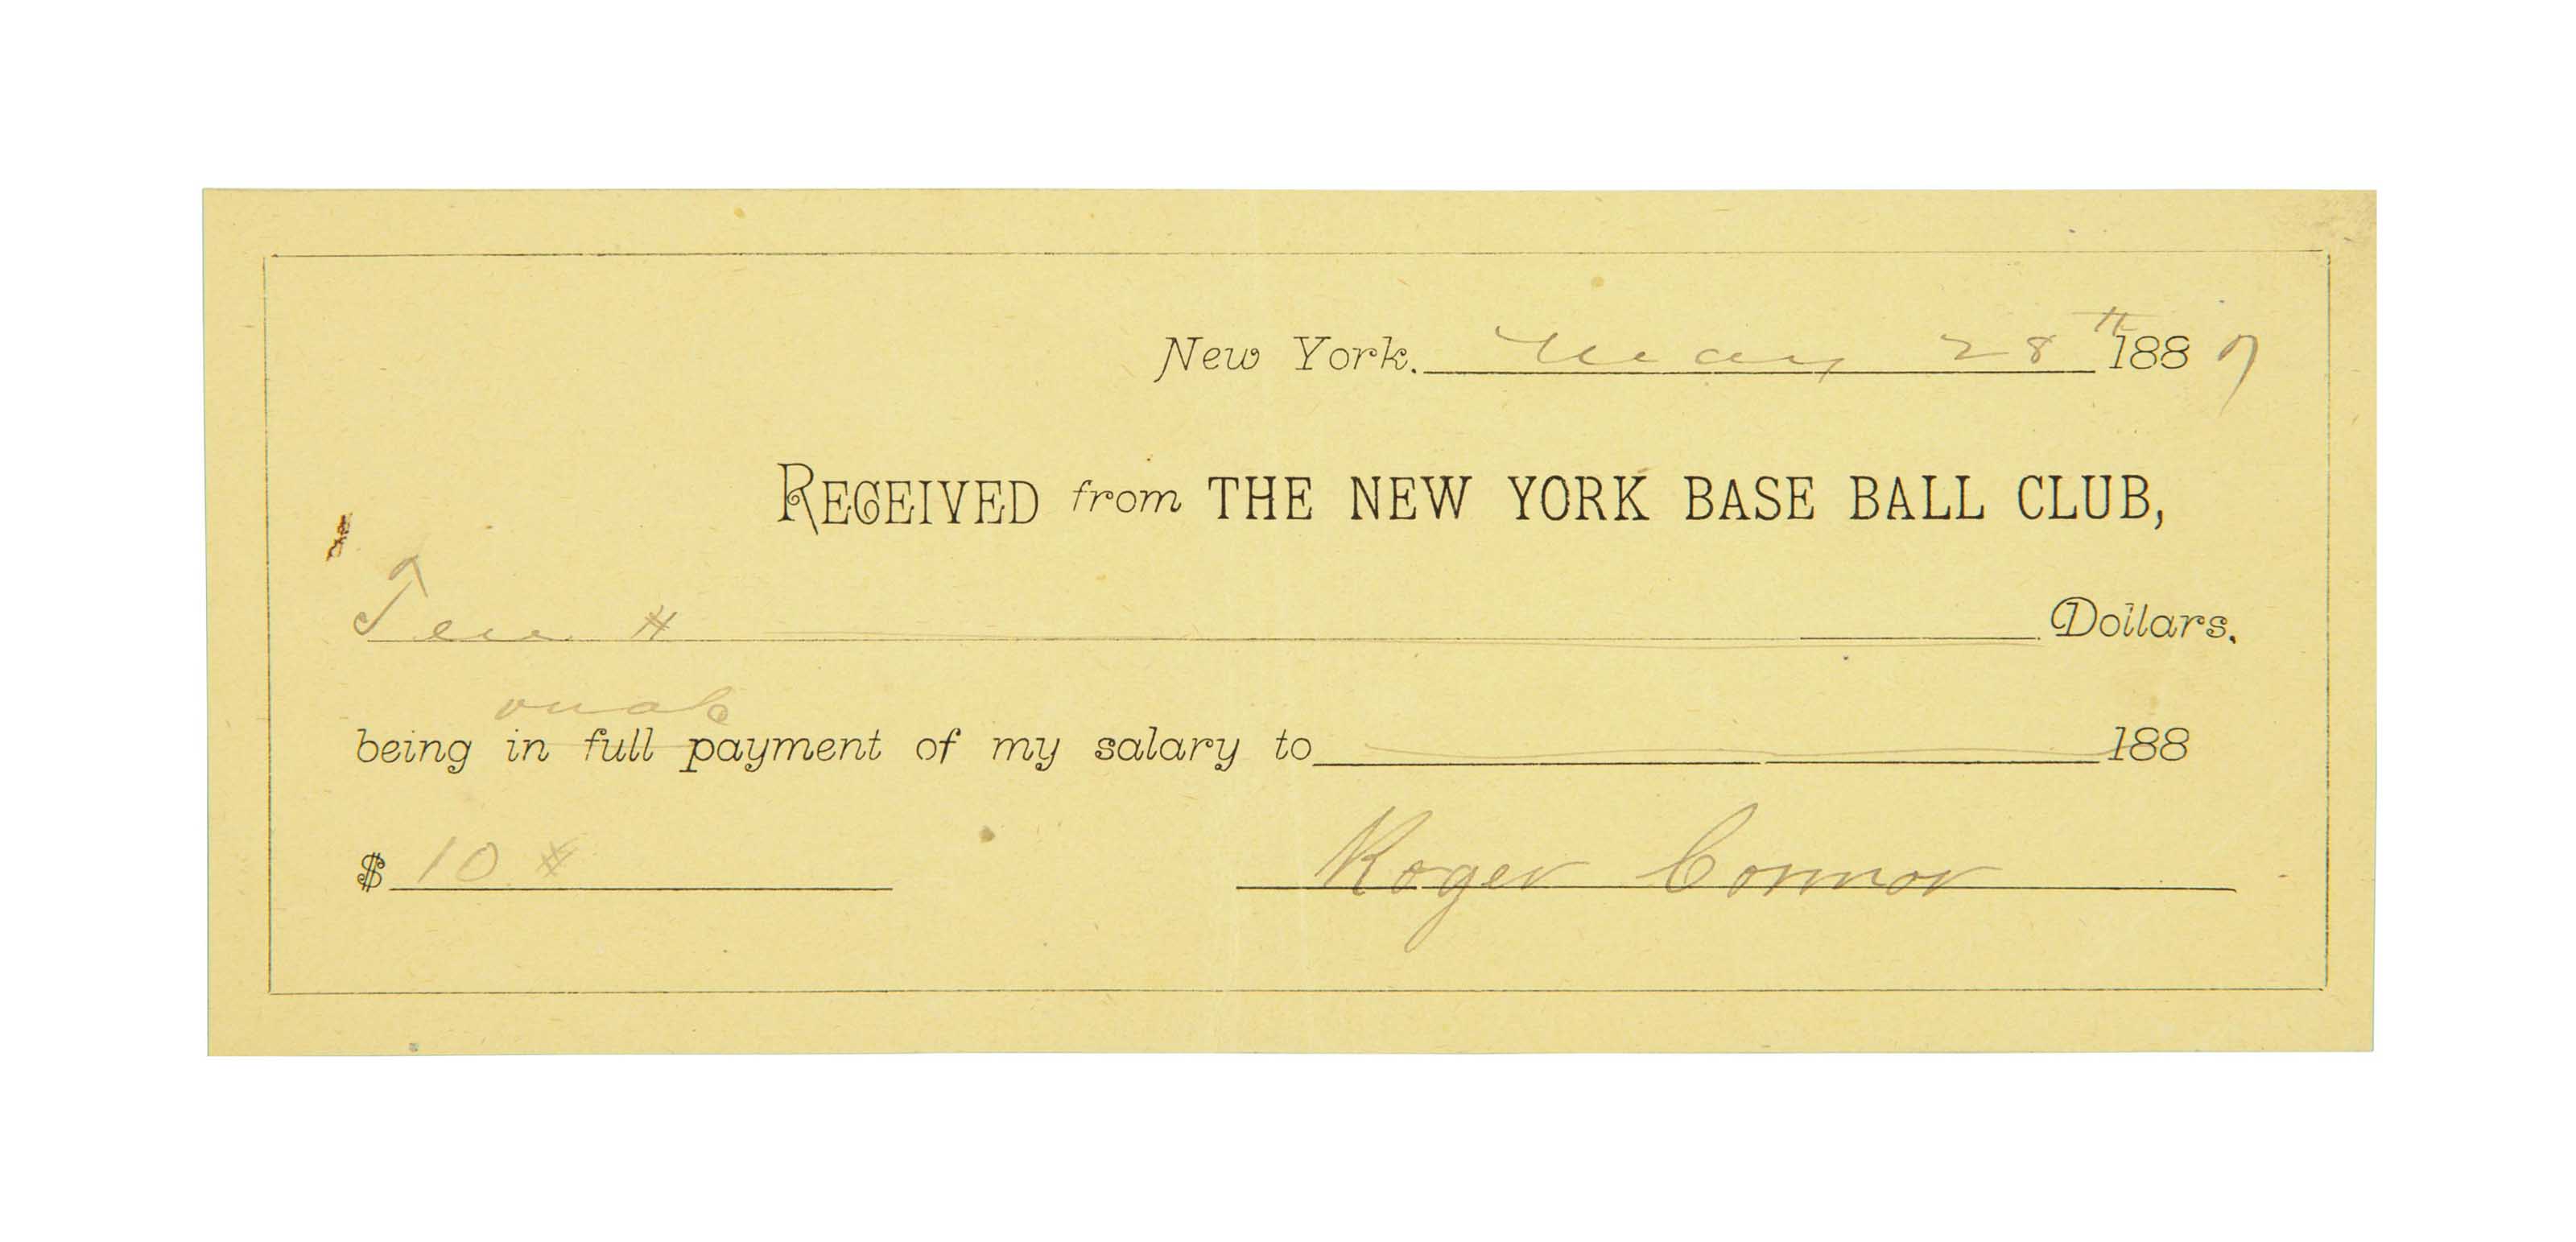 New York. May 28th 1887
RECEIVED from THE NEW YORK BASE BALL CLUB,
Ten # Dollars.
on a/c
being in full payment of my salary to 188
$ 10 #
Roger Connor